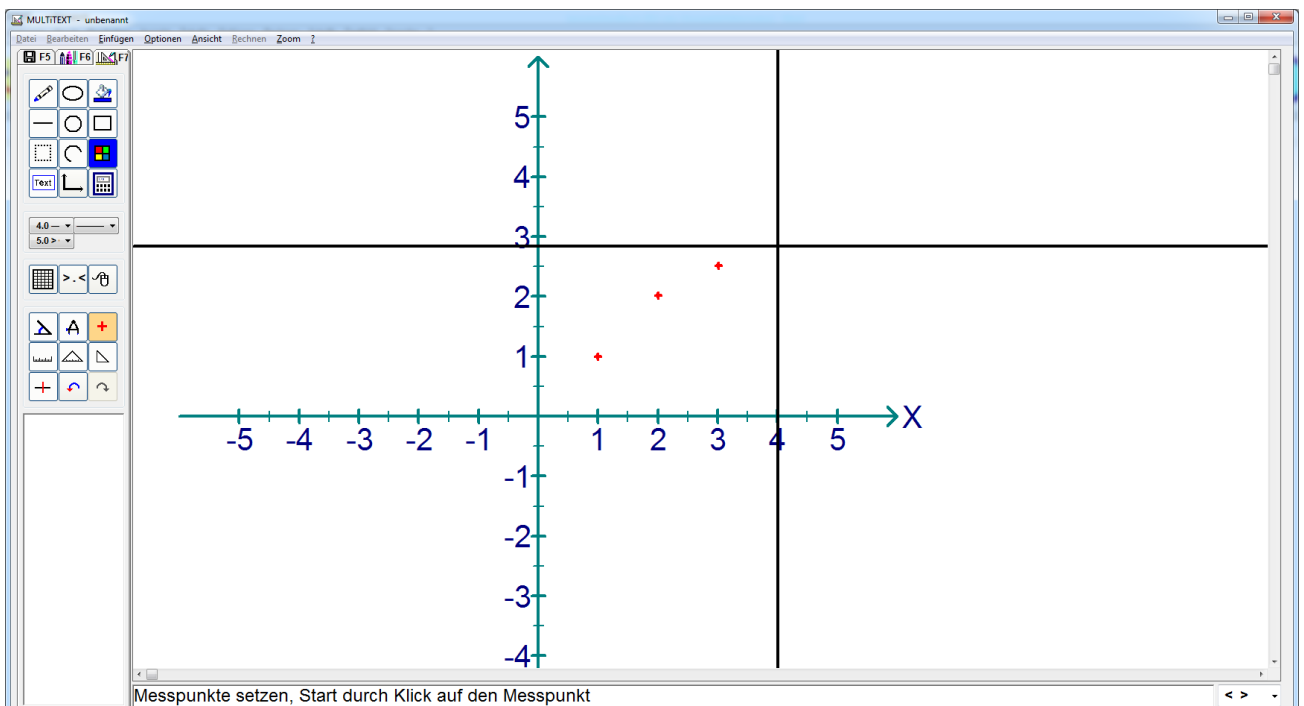 MULTiTEXT - unbenannt
Datei Bearbeiten Einfügen Optionen Ansicht Rechnen Zoom ?
F5 F6 F7
Text
4.0
5.0 >
> . <
A
5
4
3
2
1
-5 -4 -3 -2 -1 1 2 3 4 5 X
-1
-2
-3
-4
Messpunkte setzen, Start durch Klick auf den Messpunkt < >